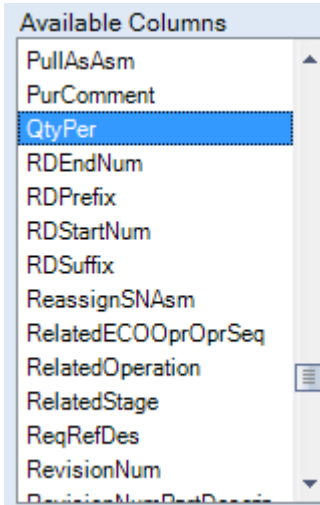 Available Columns
PullAsAsm
PurComment
QtyPer
RDEndNum
RDPrefix
RDStartNum
RDSuffix
ReassignSNAsm
RelatedECOOprOprSeq
RelatedOperation
RelatedStage
ReqRefDes
RevisionNum